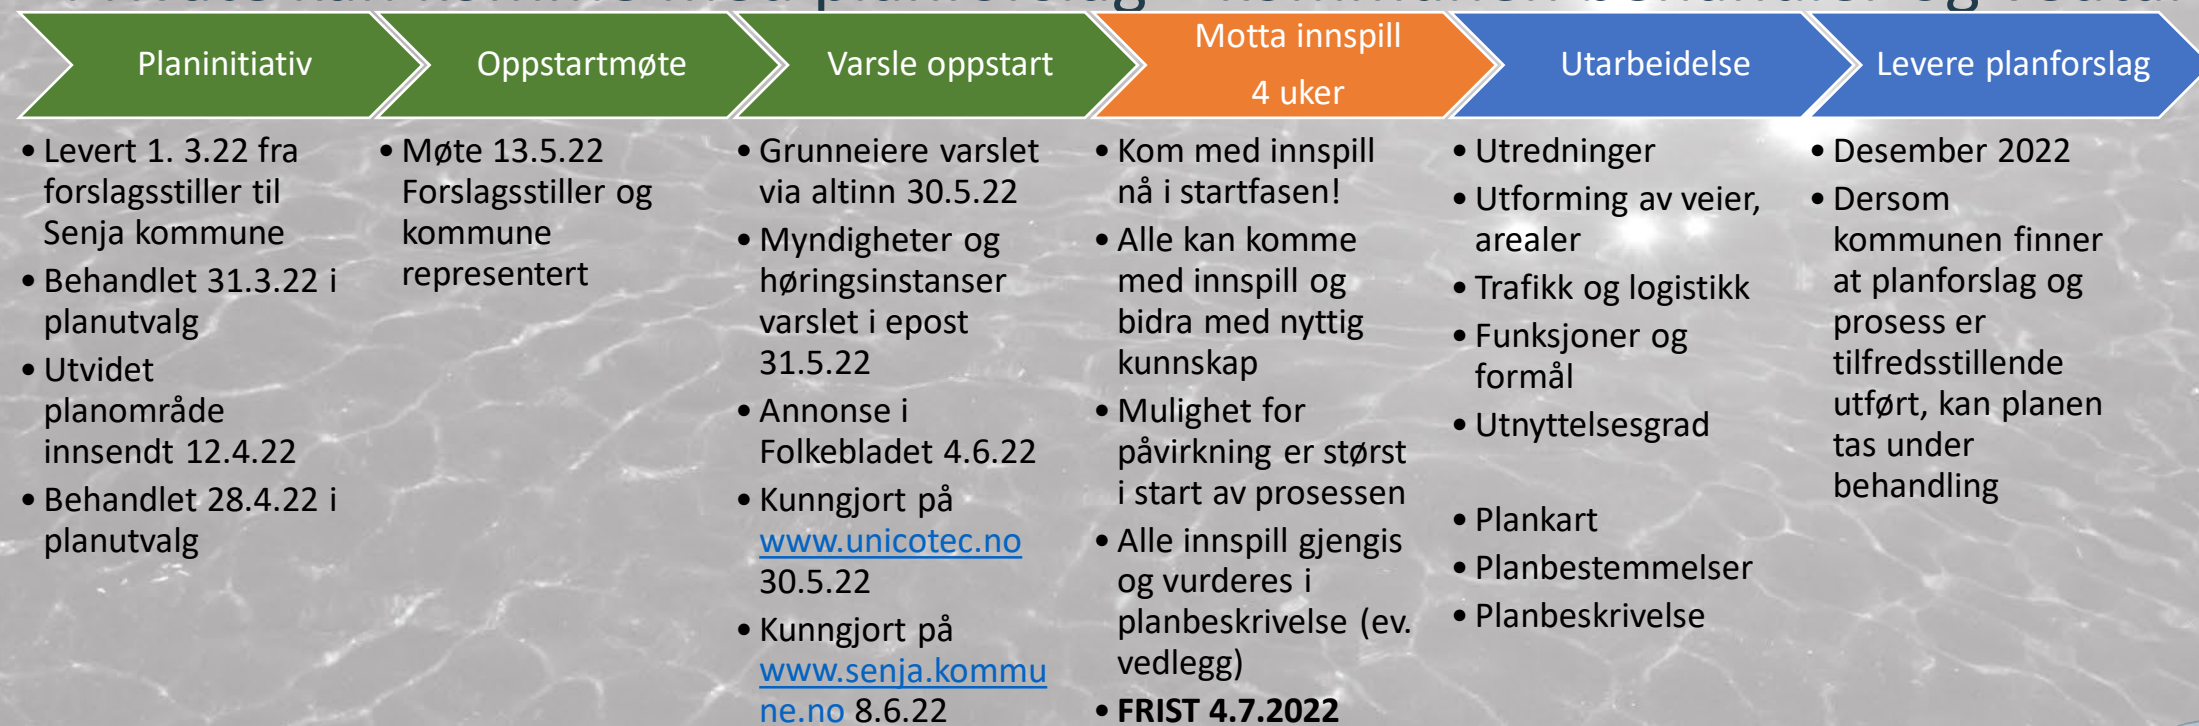 Planinitiativ
Oppstartmøte
Varsle oppstart
Motta innspill
4 uker
Utarbeidelse
Levere planforslag
• Levert 1. 3.22 fra
forslagsstiller til
Senja kommune
• Behandlet 31.3.22 i
planutvalg
• Utvidet
planområde
innsendt 12.4.22
• Behandlet 28.4.22 i
planutvalg
• Møte 13.5.22
Forslagsstiller og
kommune
representert
• Grunneiere varslet
via altinn 30.5.22
• Myndigheter og
høringsinstanser
varslet i epost
31.5.22
• Annonse i
Folkebladet 4.6.22
• Kunngjort på
www.unicotec.no
30.5.22
• Kunngjort på
www.senja.kommu
ne.no 8.6.22
• Kom med innspill
nå i startfasen!
• Alle kan komme
med innspill og
bidra med nyttig
kunnskap
• Mulighet for
påvirkning er størst
i start av prosessen
• Alle innspill gjengis
og vurderes i
planbeskrivelse (ev.
vedlegg)
• FRIST 4.7.2022
• Utredninger
• Utforming av veier,
arealer
• Trafikk og logistikk
• Funksjoner og
formål
• Utnyttelsesgrad
• Plankart
• Planbestemmelser
• Planbeskrivelse
• Desember 2022
• Dersom
kommunen finner
at planforslag og
prosess er
tilfredsstillende
utført, kan planen
tas under
behandling